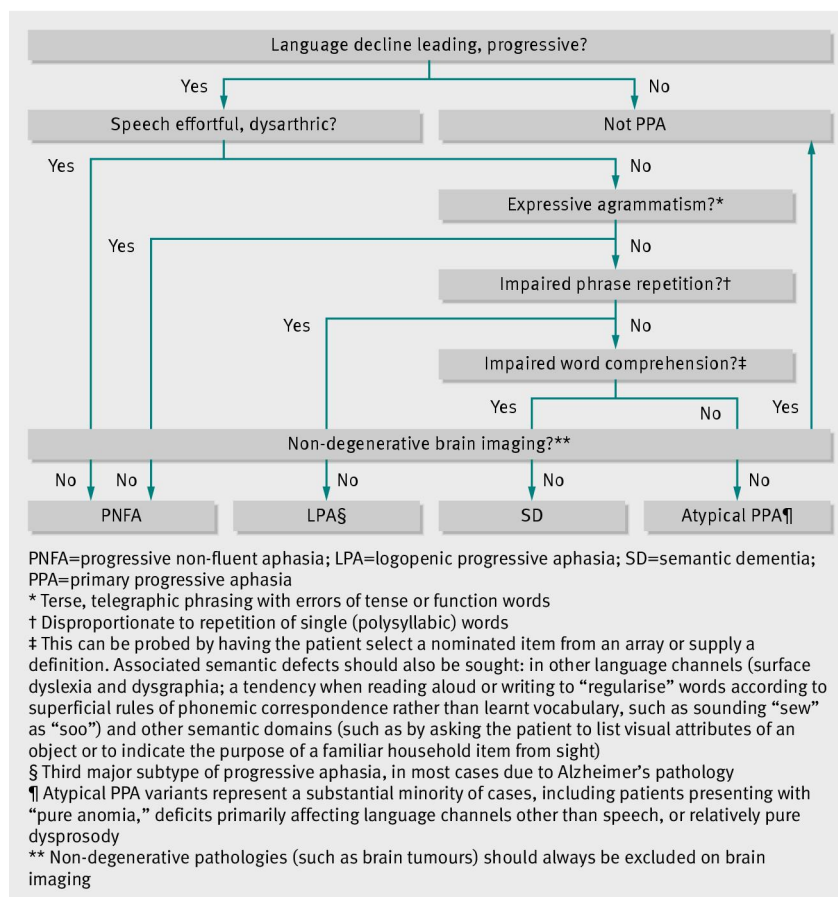 Language decline leading, progressive?
Yes
No
Speech effortful, dysarthric?
Not PPA
Yes
No
Expressive agrammatism?*
Yes
No
Impaired phrase repetition?†
Yes
No
Impaired word comprehension?‡
Yes
No
Yes
Non-degenerative brain imaging?**
No
No
No
No
No
PNFA
LPA§
SD
Atypical PPA¶
PNFA=progressive non-fluent aphasia; LPA=logopenic progressive aphasia; SD=semantic dementia;
PPA=primary progressive aphasia
* Terse, telegraphic phrasing with errors of tense or function words
† Disproportionate to repetition of single (polysyllabic) words
‡ This can be probed by having the patient select a nominated item from an array or supply a
definition. Associated semantic defects should also be sought: in other language channels (surface
dyslexia and dysgraphia; a tendency when reading aloud or writing to “regularise” words according to
superficial rules of phonemic correspondence rather than learnt vocabulary, such as sounding “sew”
as “soo”) and other semantic domains (such as by asking the patient to list visual attributes of an
object or to indicate the purpose of a familiar household item from sight)
§ Third major subtype of progressive aphasia, in most cases due to Alzheimer’s pathology
¶ Atypical PPA variants represent a substantial minority of cases, including patients presenting with
“pure anomia,” deficits primarily affecting language channels other than speech, or relatively pure
dysprosody
** Non-degenerative pathologies (such as brain tumours) should always be excluded on brain
imaging